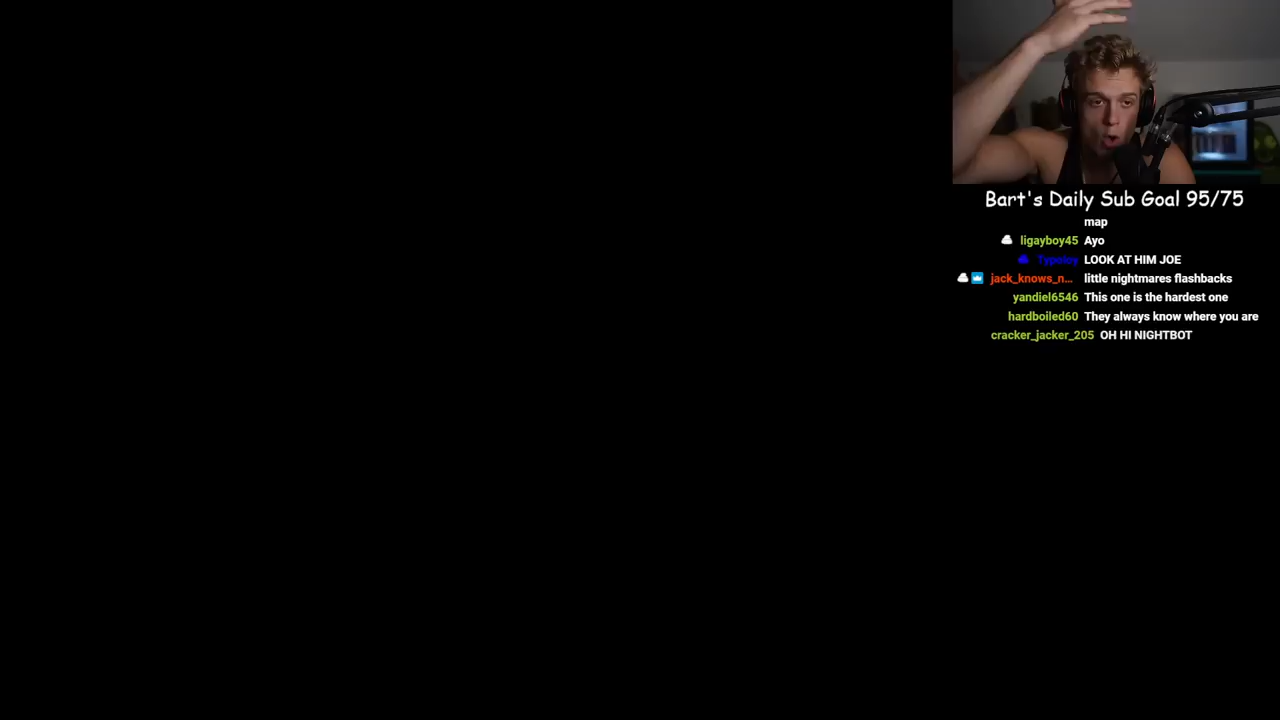 Bart's Daily Sub Goal 95/75
map
ligayboy45 Ayo
Typoloy LOOK AT HIM JOE
jack_knows_n... little nightmares flashbacks
yandiel6546 This one is the hardest one
hardboiled60 They always know where you are
cracker_jacker_205 OH HI NIGHTBOT